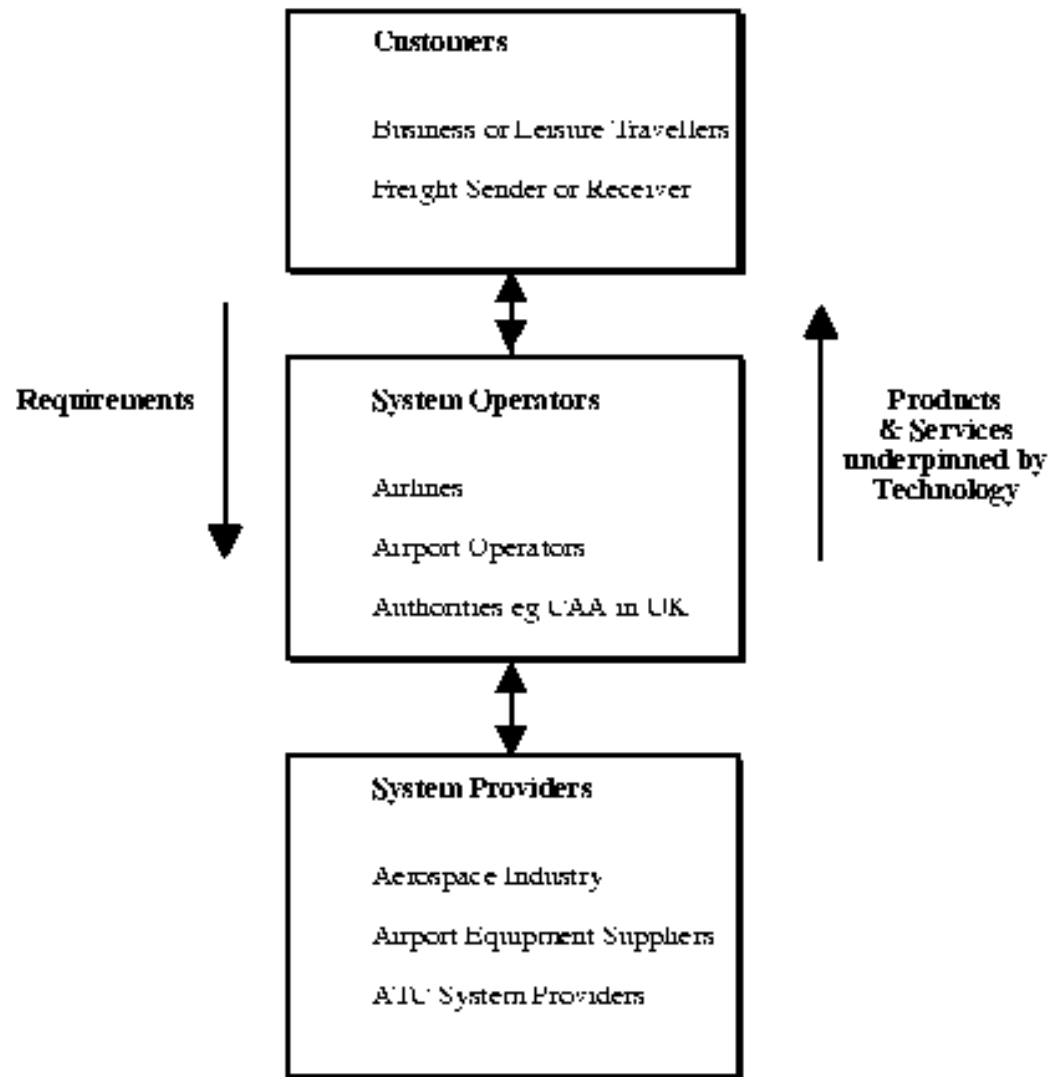 Customers
Business or Leisure Travellers
Freight Sender or Receiver
Requirements
System Operators
Airlines
Airport Operators
Authorities eg CAA in UK
Products
& Services
underpinned by
Technology
System Providers
Aerospace Industry
Airport Equipment Suppliers
ATC System Providers